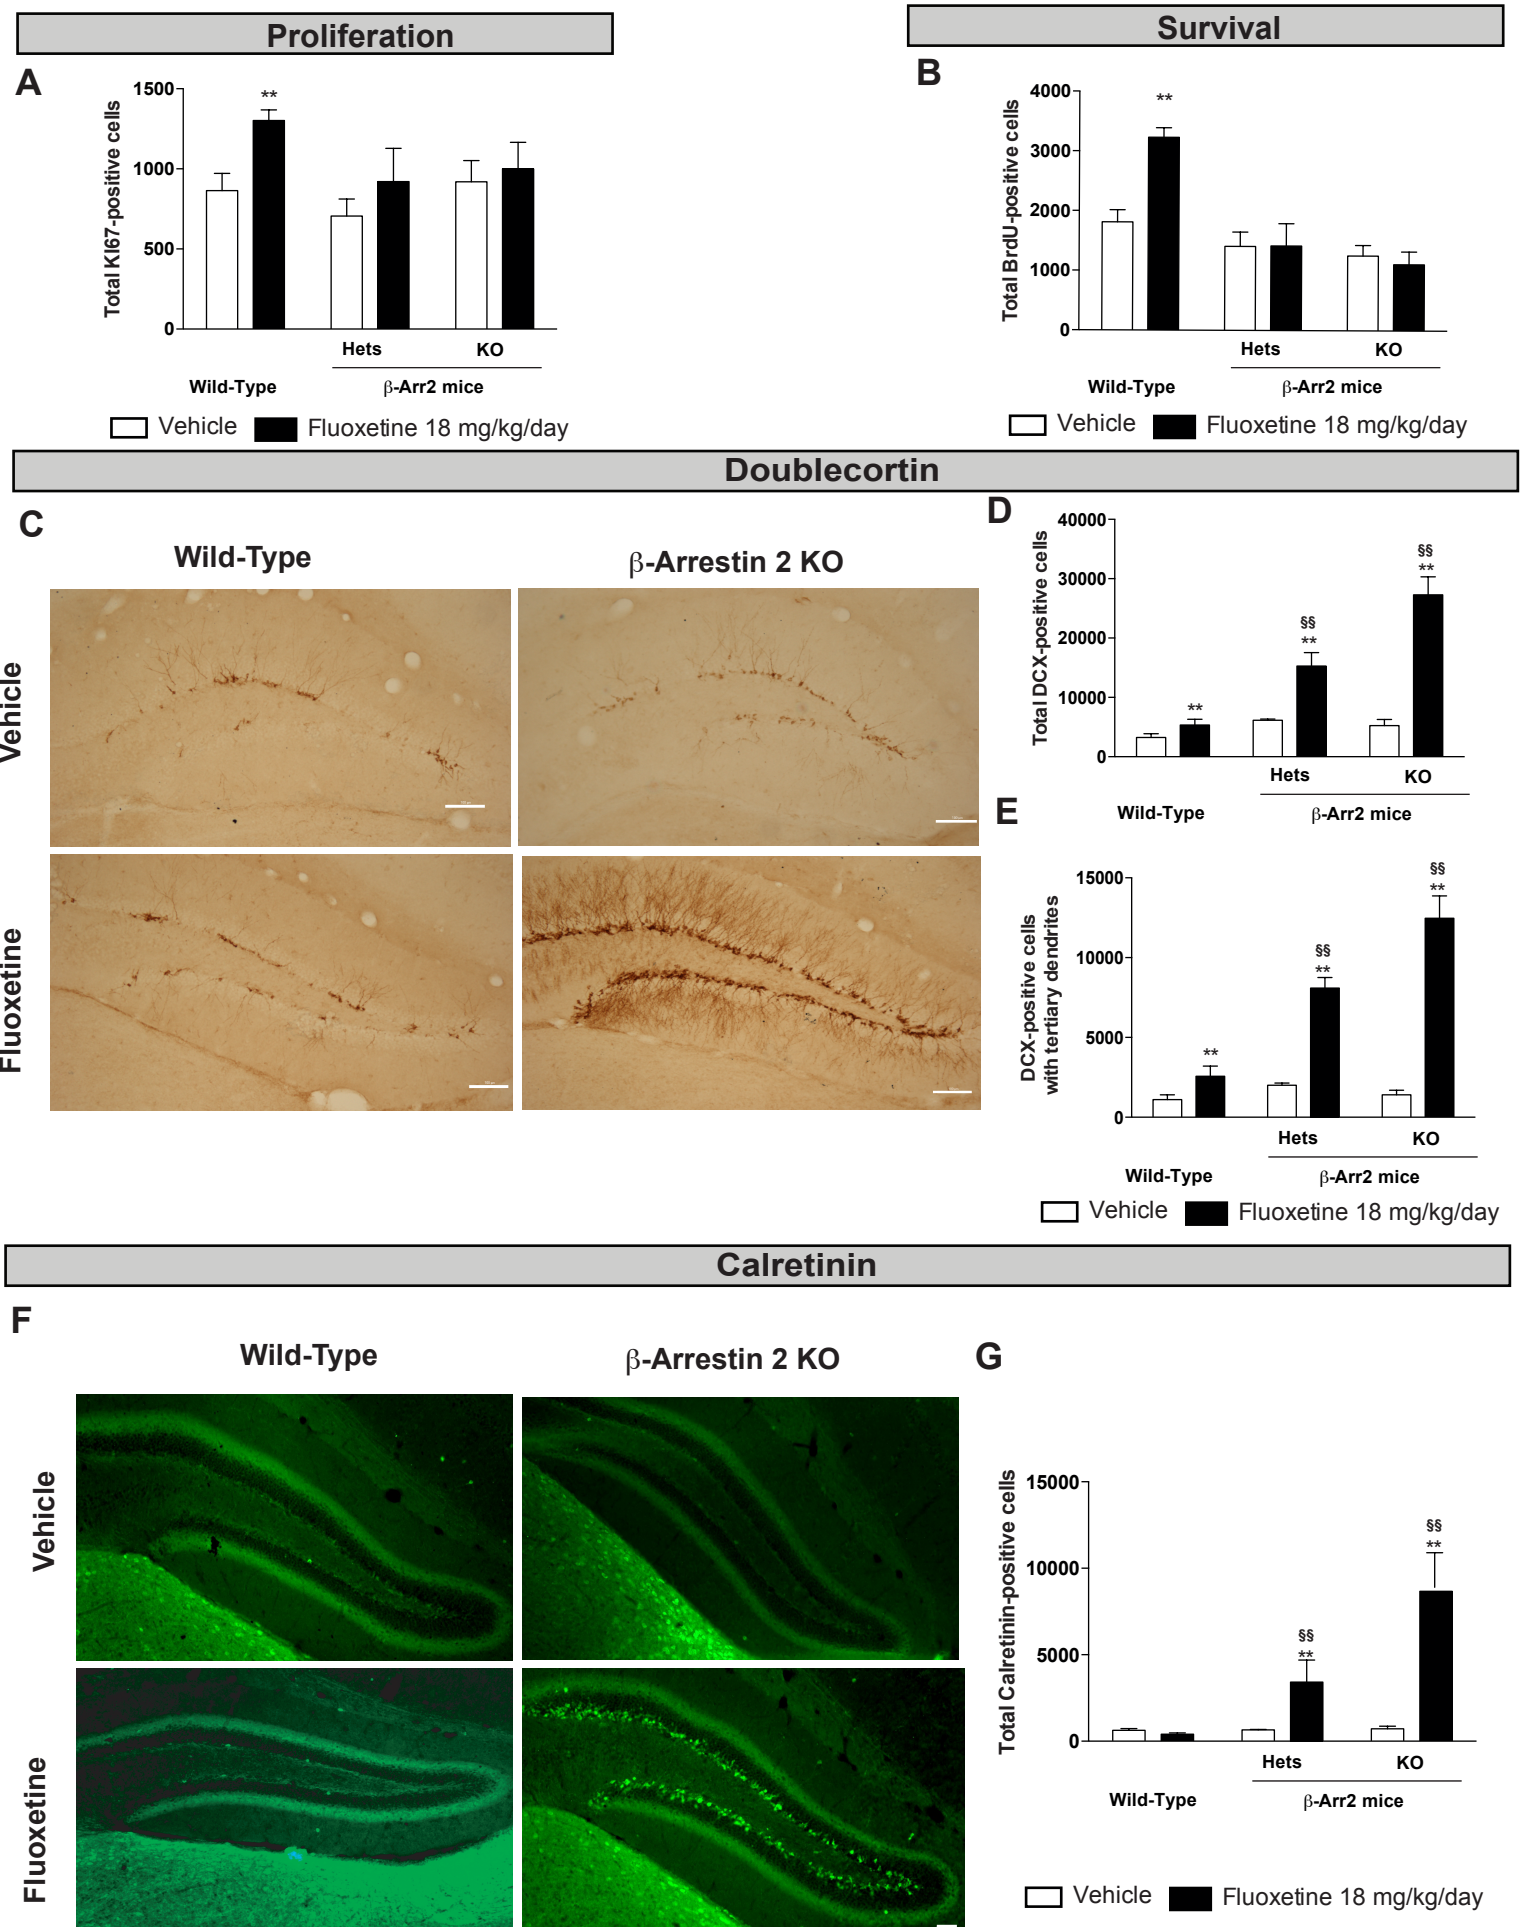 Proliferation
Survival
A
Total KI67-positive cells
1500
1000
500
0
**
Hets
KO
Wild-Type
β-Arr2 mice
Vehicle
Fluoxetine 18 mg/kg/day
B
Total BrdU-positive cells
4000
3000
2000
1000
0
**
Hets
KO
Wild-Type
β-Arr2 mice
Vehicle
Fluoxetine 18 mg/kg/day
Doublecortin
C
Wild-Type
β-Arrestin 2 KO
Vehicle
Fluoxetine
D
Total DCX-positive cells
40000
30000
20000
10000
0
**
§§
**
§§
**
Hets
KO
Wild-Type
β-Arr2 mice
E
DCX-positive cells
with tertiary dendrites
15000
10000
5000
0
**
§§
**
§§
**
Hets
KO
Wild-Type
β-Arr2 mice
Vehicle
Fluoxetine 18 mg/kg/day
Calretinin
F
Wild-Type
β-Arrestin 2 KO
Vehicle
Fluoxetine
G
Total Calretinin-positive cells
15000
10000
5000
0
§§
**
§§
**
Hets
KO
Wild-Type
β-Arr2 mice
Vehicle
Fluoxetine 18 mg/kg/day